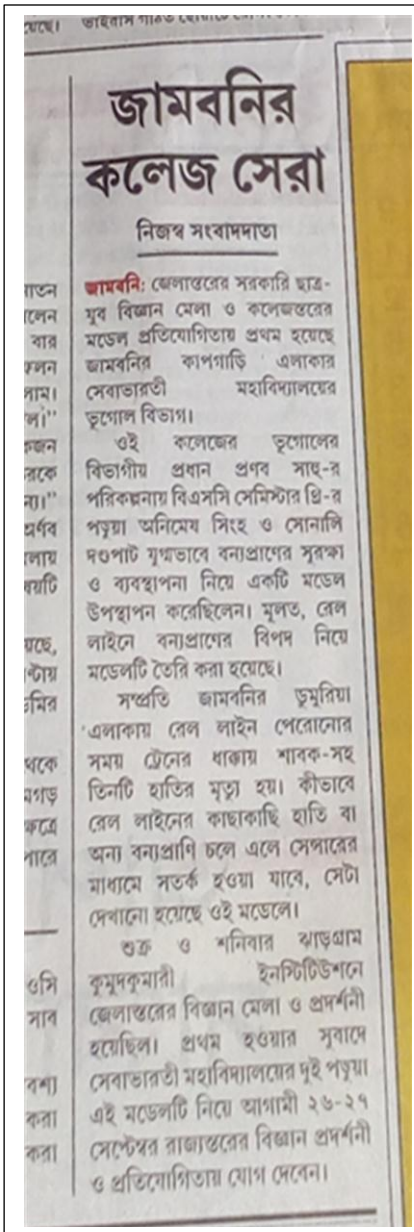 জামবনির
কলেজ সেরা
নিজস্ব সংবাদদাতা
জামবনি: জেলাস্তরের সরকারি ছাত্র-
যুব বিজ্ঞান মেলা ও কলেজস্তরের
মডেল প্রতিযোগিতায় প্রথম হয়েছে
জামবনির কাপগাড়ি এলাকার
সেবাভারতী মহাবিদ্যালয়ের
ভূগোল বিভাগ।
ওই কলেজের ভূগোলের
বিভাগীয় প্রধান প্রণব সাহু-র
পরিকল্পনায় বিএসসি সেমিস্টার থ্রি-র
পড়ুয়া অনিমেষ সিংহ ও সোনালি
দণ্ডপাট যুগ্মভাবে বন্যপ্রাণের সুরক্ষা
ও ব্যবস্থাপনা নিয়ে একটি মডেল
উপস্থাপন করেছিলেন। মূলত, রেল
লাইনে বন্যপ্রাণের বিপদ নিয়ে
মডেলটি তৈরি করা হয়েছে।
সম্প্রতি জামবনির ডুমুরিয়া
এলাকায় রেল লাইন পেরোনোর
সময় ট্রেনের ধাক্কায় শাবক-সহ
তিনটি হাতির মৃত্যু হয়। কীভাবে
রেল লাইনের কাছাকাছি হাতি বা
অন্য বন্যপ্রাণি চলে এলে সেন্সারের
মাধ্যমে সতর্ক হওয়া যাবে, সেটা
দেখানো হয়েছে ওই মডেলে।
শুক্র ও শনিবার ঝাড়গ্রাম
কুমুদকুমারী ইনস্টিটিউশনে
জেলাস্তরের বিজ্ঞান মেলা ও প্রদর্শনী
হয়েছিল। প্রথম হওয়ার সুবাদে
সেবাভারতী মহাবিদ্যালয়ের দুই পড়ুয়া
এই মডেলটি নিয়ে আগামী ২৬-২৭
সেপ্টেম্বর রাজ্যস্তরের বিজ্ঞান প্রদর্শনী
ও প্রতিযোগিতায় যোগ দেবেন।